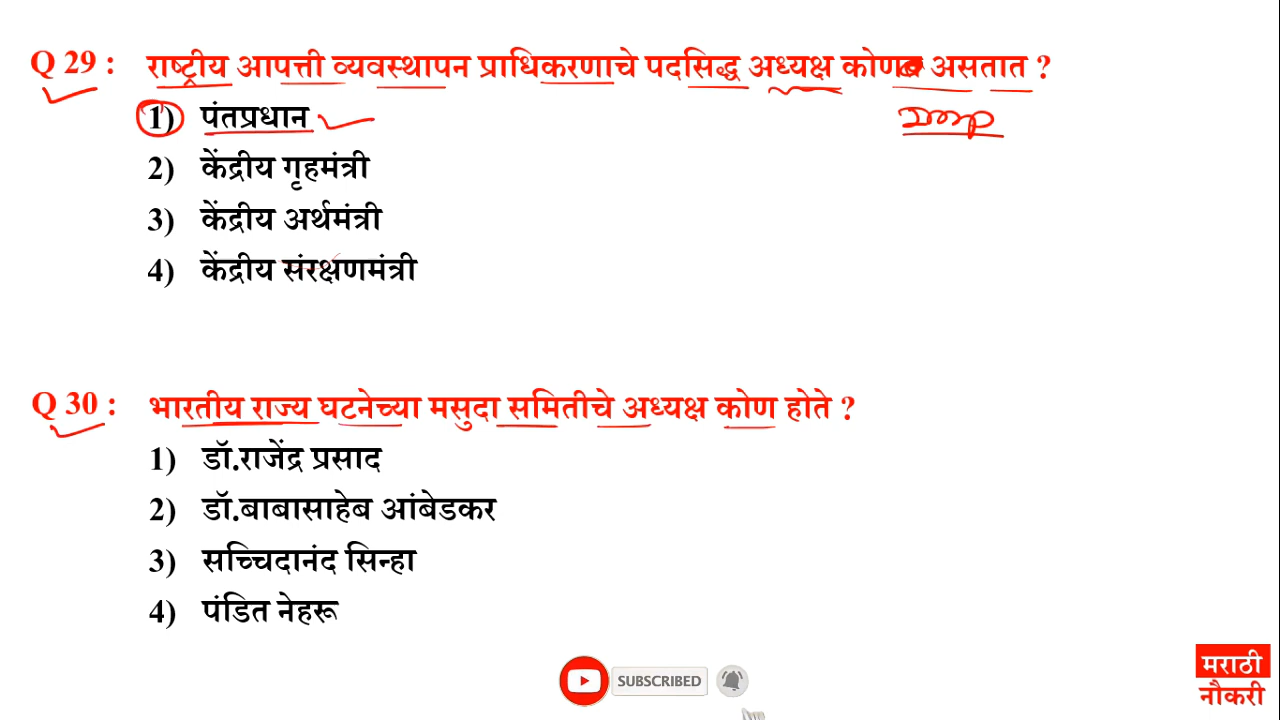 Q 29 : राष्ट्रीय आपत्ती व्यवस्थापन प्राधिकरणाचे पदसिद्ध अध्यक्ष कोण असतात ?
1) पंतप्रधान
Imp
2) केंद्रीय गृहमंत्री
3) केंद्रीय अर्थमंत्री
4) केंद्रीय संरक्षणमंत्री
Q 30 : भारतीय राज्य घटनेच्या मसुदा समितीचे अध्यक्ष कोण होते ?
1) डॉ.राजेंद्र प्रसाद
2) डॉ.बाबासाहेब आंबेडकर
3) सच्चिदानंद सिन्हा
4) पंडित नेहरू
SUBSCRIBED
मराठी
नौकरी